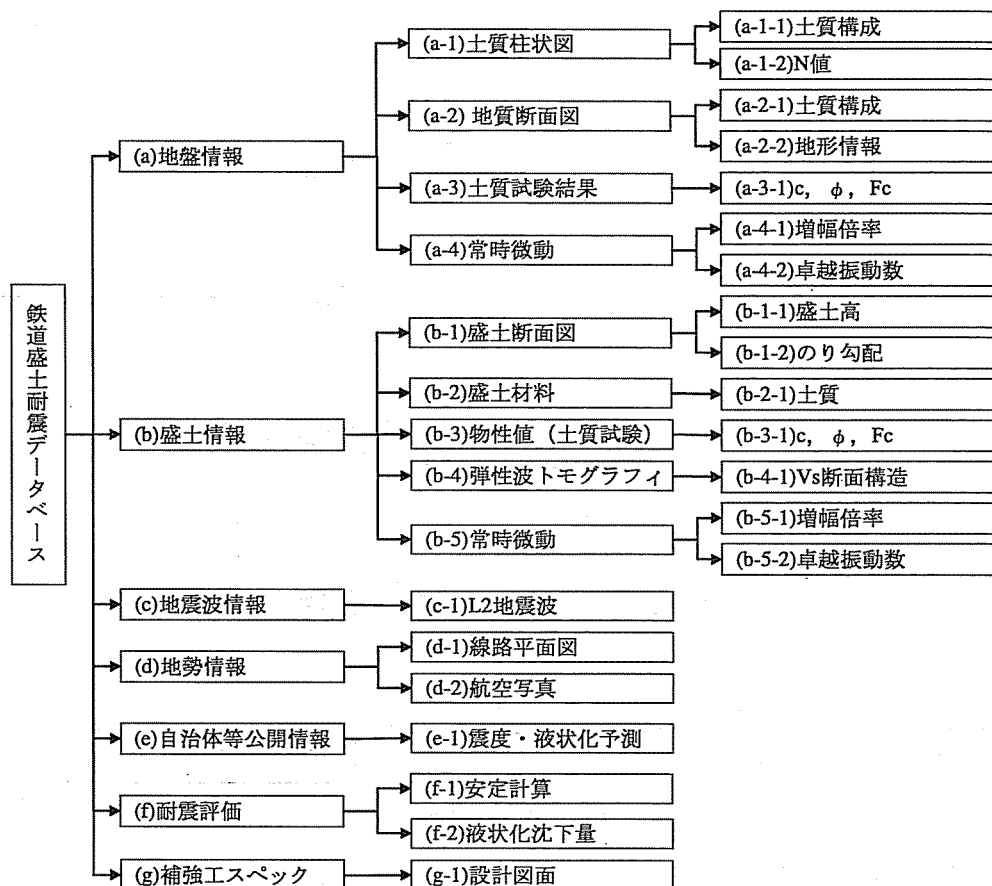 鉄道盛土耐震データベース
(a)地盤情報
(a-1)土質柱状図
(a-1-1)土質構成
(a-1-2)N値
(a-2) 地質断面図
(a-2-1)土質構成
(a-2-2)地形情報
(a-3)土質試験結果
(a-3-1)c， φ，Fc
(a-4)常時微動
(a-4-1)増幅倍率
(a-4-2)卓越振動数
(b)盛土情報
(b-1)盛土断面図
(b-1-1)盛土高
(b-1-2)のり勾配
(b-2)盛土材料
(b-2-1)土質
(b-3)物性値（土質試験）
(b-3-1)c， φ，Fc
(b-4)弾性波トモグラフィ
(b-4-1)Vs断面構造
(b-5)常時微動
(b-5-1)増幅倍率
(b-5-2)卓越振動数
(c)地震波情報
(c-1)L2地震波
(d)地勢情報
(d-1)線路平面図
(d-2)航空写真
(e)自治体等公開情報
(e-1)震度・液状化予測
(f)耐震評価
(f-1)安定計算
(f-2)液状化沈下量
(g)補強工スペック
(g-1)設計図面